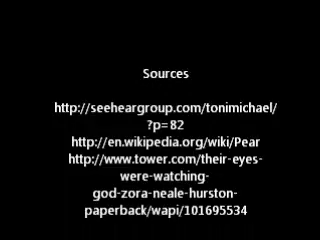 Sources
http://seeheargroup.com/tonimichael/
?p=82
http://en.wikipedia.org/wiki/Pear
http://www.tower.com/their-eyes-
were-watching-
god-zora-neale-hurston-
paperback/wapi/101695534